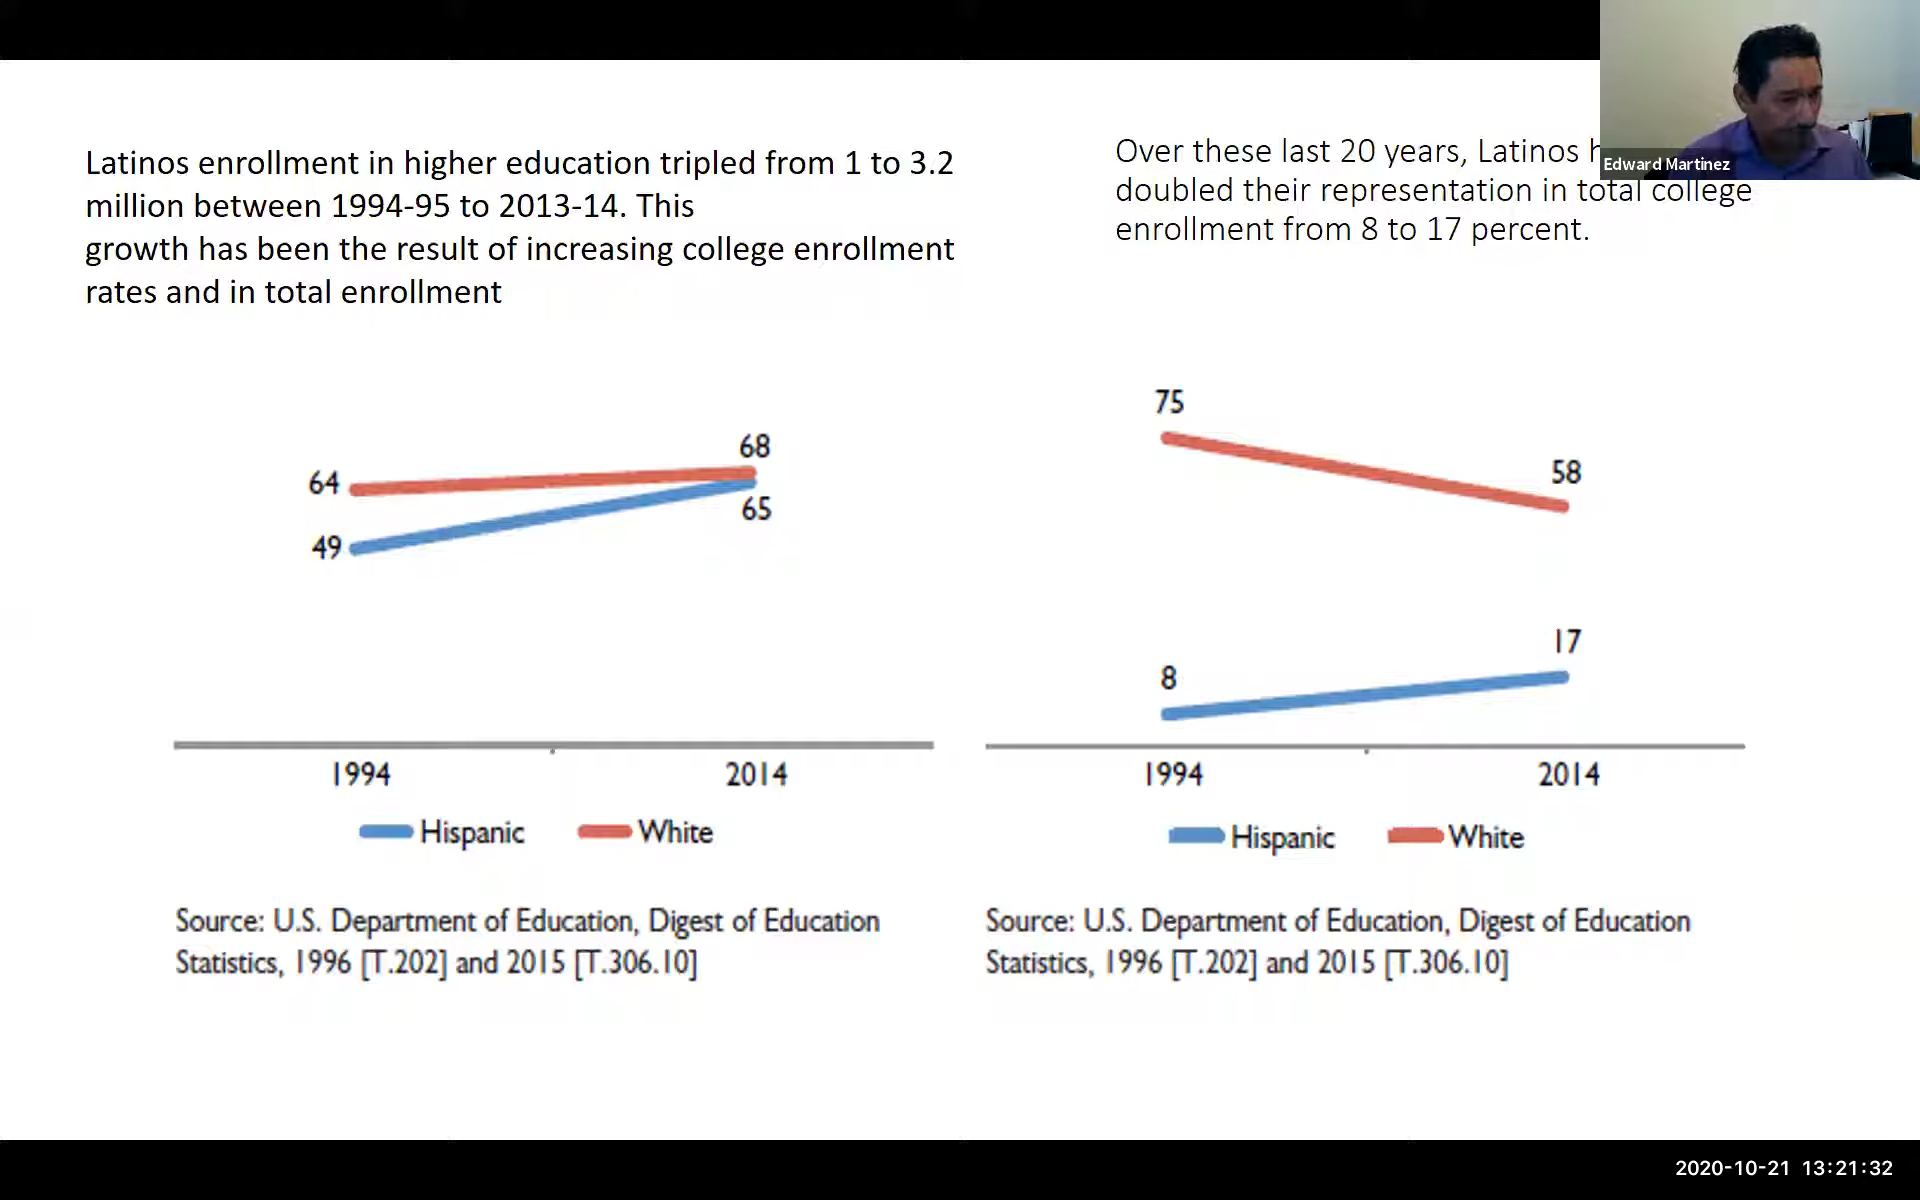 Latinos enrollment in higher education tripled from 1 to 3.2
million between 1994-95 to 2013-14. This
growth has been the result of increasing college enrollment
rates and in total enrollment
Over these last 20 years, Latinos
doubled their representation in total college
enrollment from 8 to 17 percent.
Edward Martinez
64
68
49
65
1994
2014
Hispanic
White
Source: U.S. Department of Education, Digest of Education
Statistics, 1996 [T.202] and 2015 [T.306.10]
75
58
8
17
1994
2014
Hispanic
White
Source: U.S. Department of Education, Digest of Education
Statistics, 1996 [T.202] and 2015 [T.306.10]
2020-10-21 13:21:32